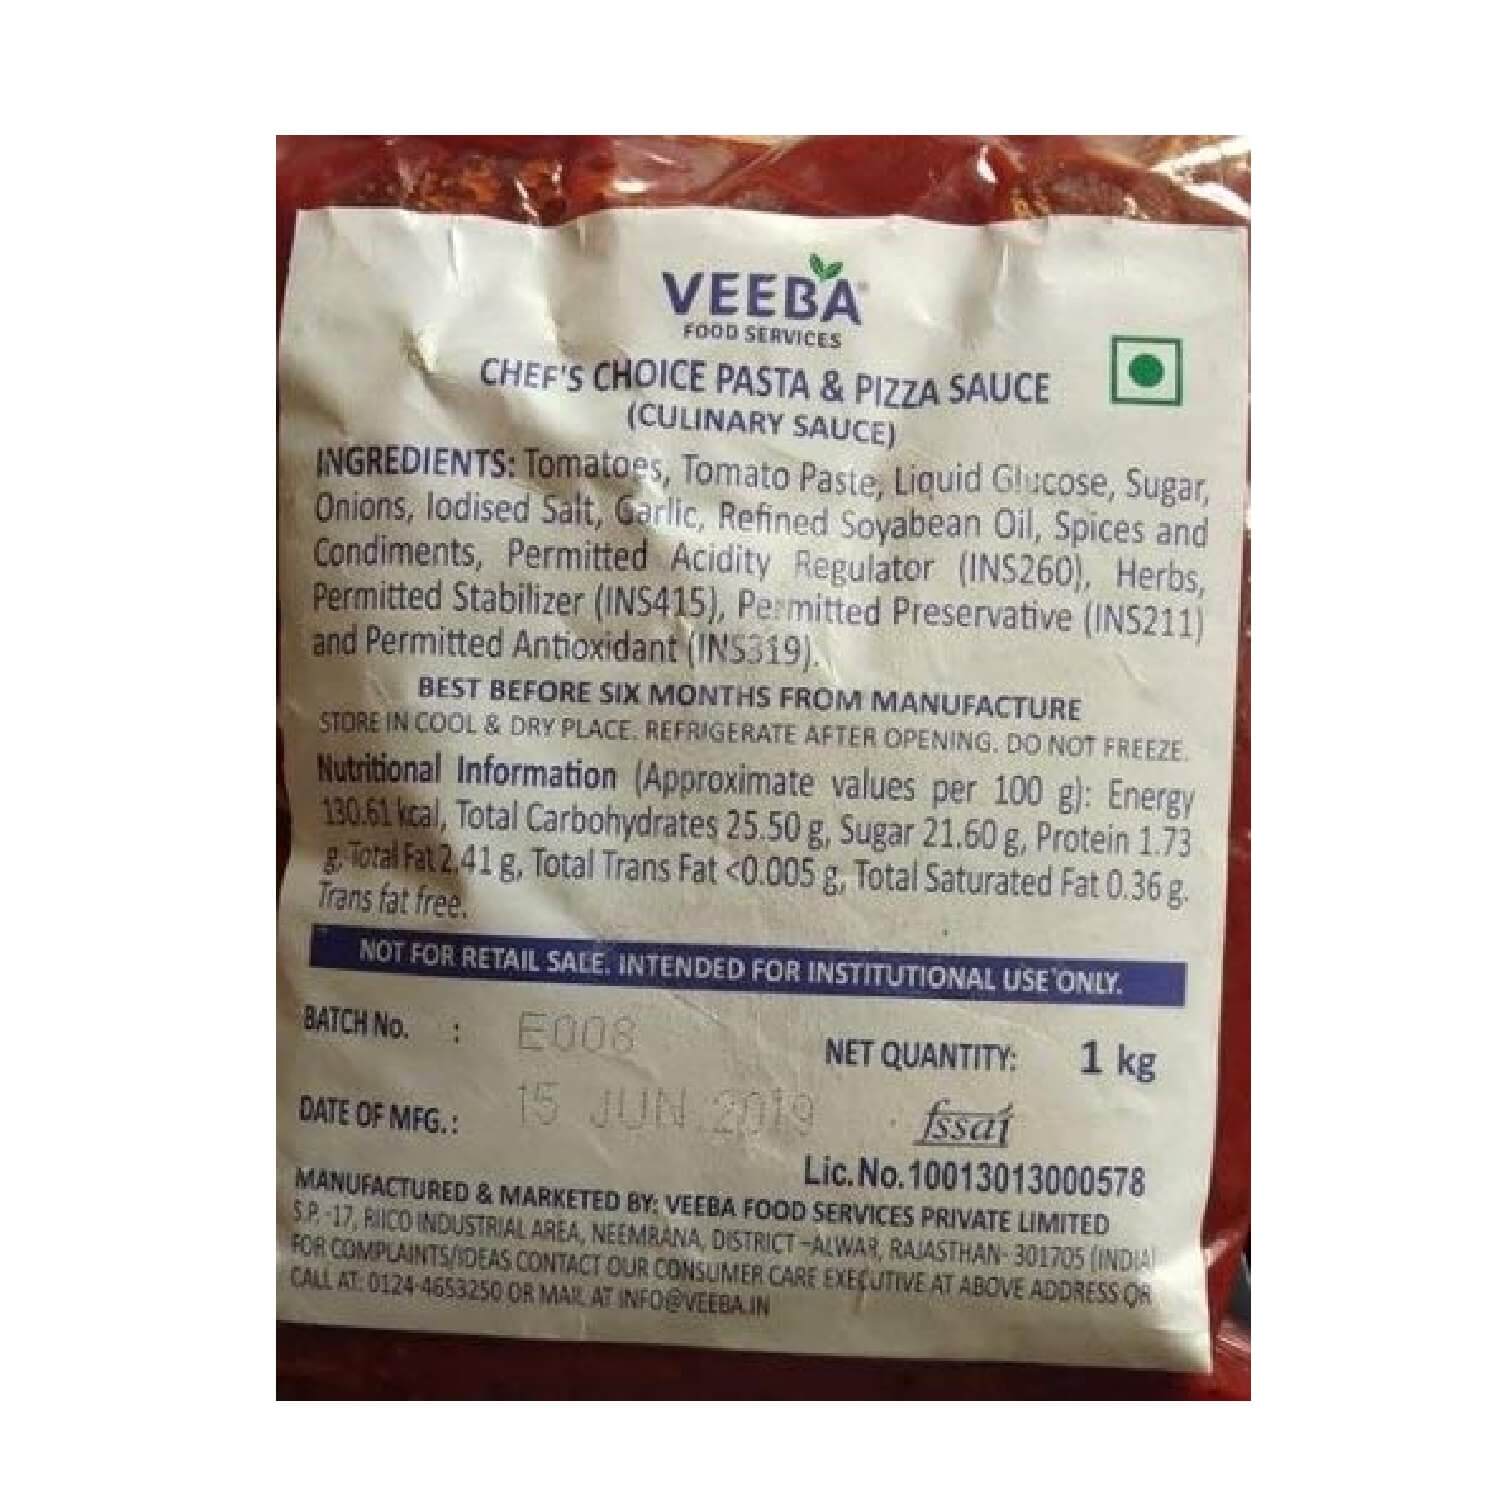 VEEBA®
FOOD SERVICES
CHEF'S CHOICE PASTA & PIZZA SAUCE
(CULINARY SAUCE)
INGREDIENTS: Tomatoes, Tomato Paste, Liquid Glucose, Sugar,
Onions, Iodised Salt, Garlic, Refined Soyabean Oil, Spices and
Condiments, Permitted Acidity Regulator (INS260), Herbs,
Permitted Stabilizer (INS415), Permitted Preservative (INS211)
and Permitted Antioxidant (INS319).
BEST BEFORE SIX MONTHS FROM MANUFACTURE
STORE IN COOL & DRY PLACE. REFRIGERATE AFTER OPENING. DO NOT FREEZE.
Nutritional Information (Approximate values per 100 g): Energy
130.61 kcal, Total Carbohydrates 25.50 g, Sugar 21.60 g, Protein 1.73
g, Total Fat 2.41 g, Total Trans Fat <0.005 g, Total Saturated Fat 0.36 g.
Trans fat free.
NOT FOR RETAIL SALE. INTENDED FOR INSTITUTIONAL USE ONLY.
BATCH No. : E008
NET QUANTITY: 1 kg
DATE OF MFG.: 15 JUN 2019
fssai
Lic.No.10013013000578
MANUFACTURED & MARKETED BY: VEEBA FOOD SERVICES PRIVATE LIMITED
S.P.-17, RIICO INDUSTRIAL AREA, NEEMRANA, DISTRICT-ALWAR, RAJASTHAN- 301705 (INDIA)
FOR COMPLAINTS/IDEAS CONTACT OUR CONSUMER CARE EXECUTIVE AT ABOVE ADDRESS OR
CALL AT: 0124-4653250 OR MAIL AT INFO@VEEBA.IN